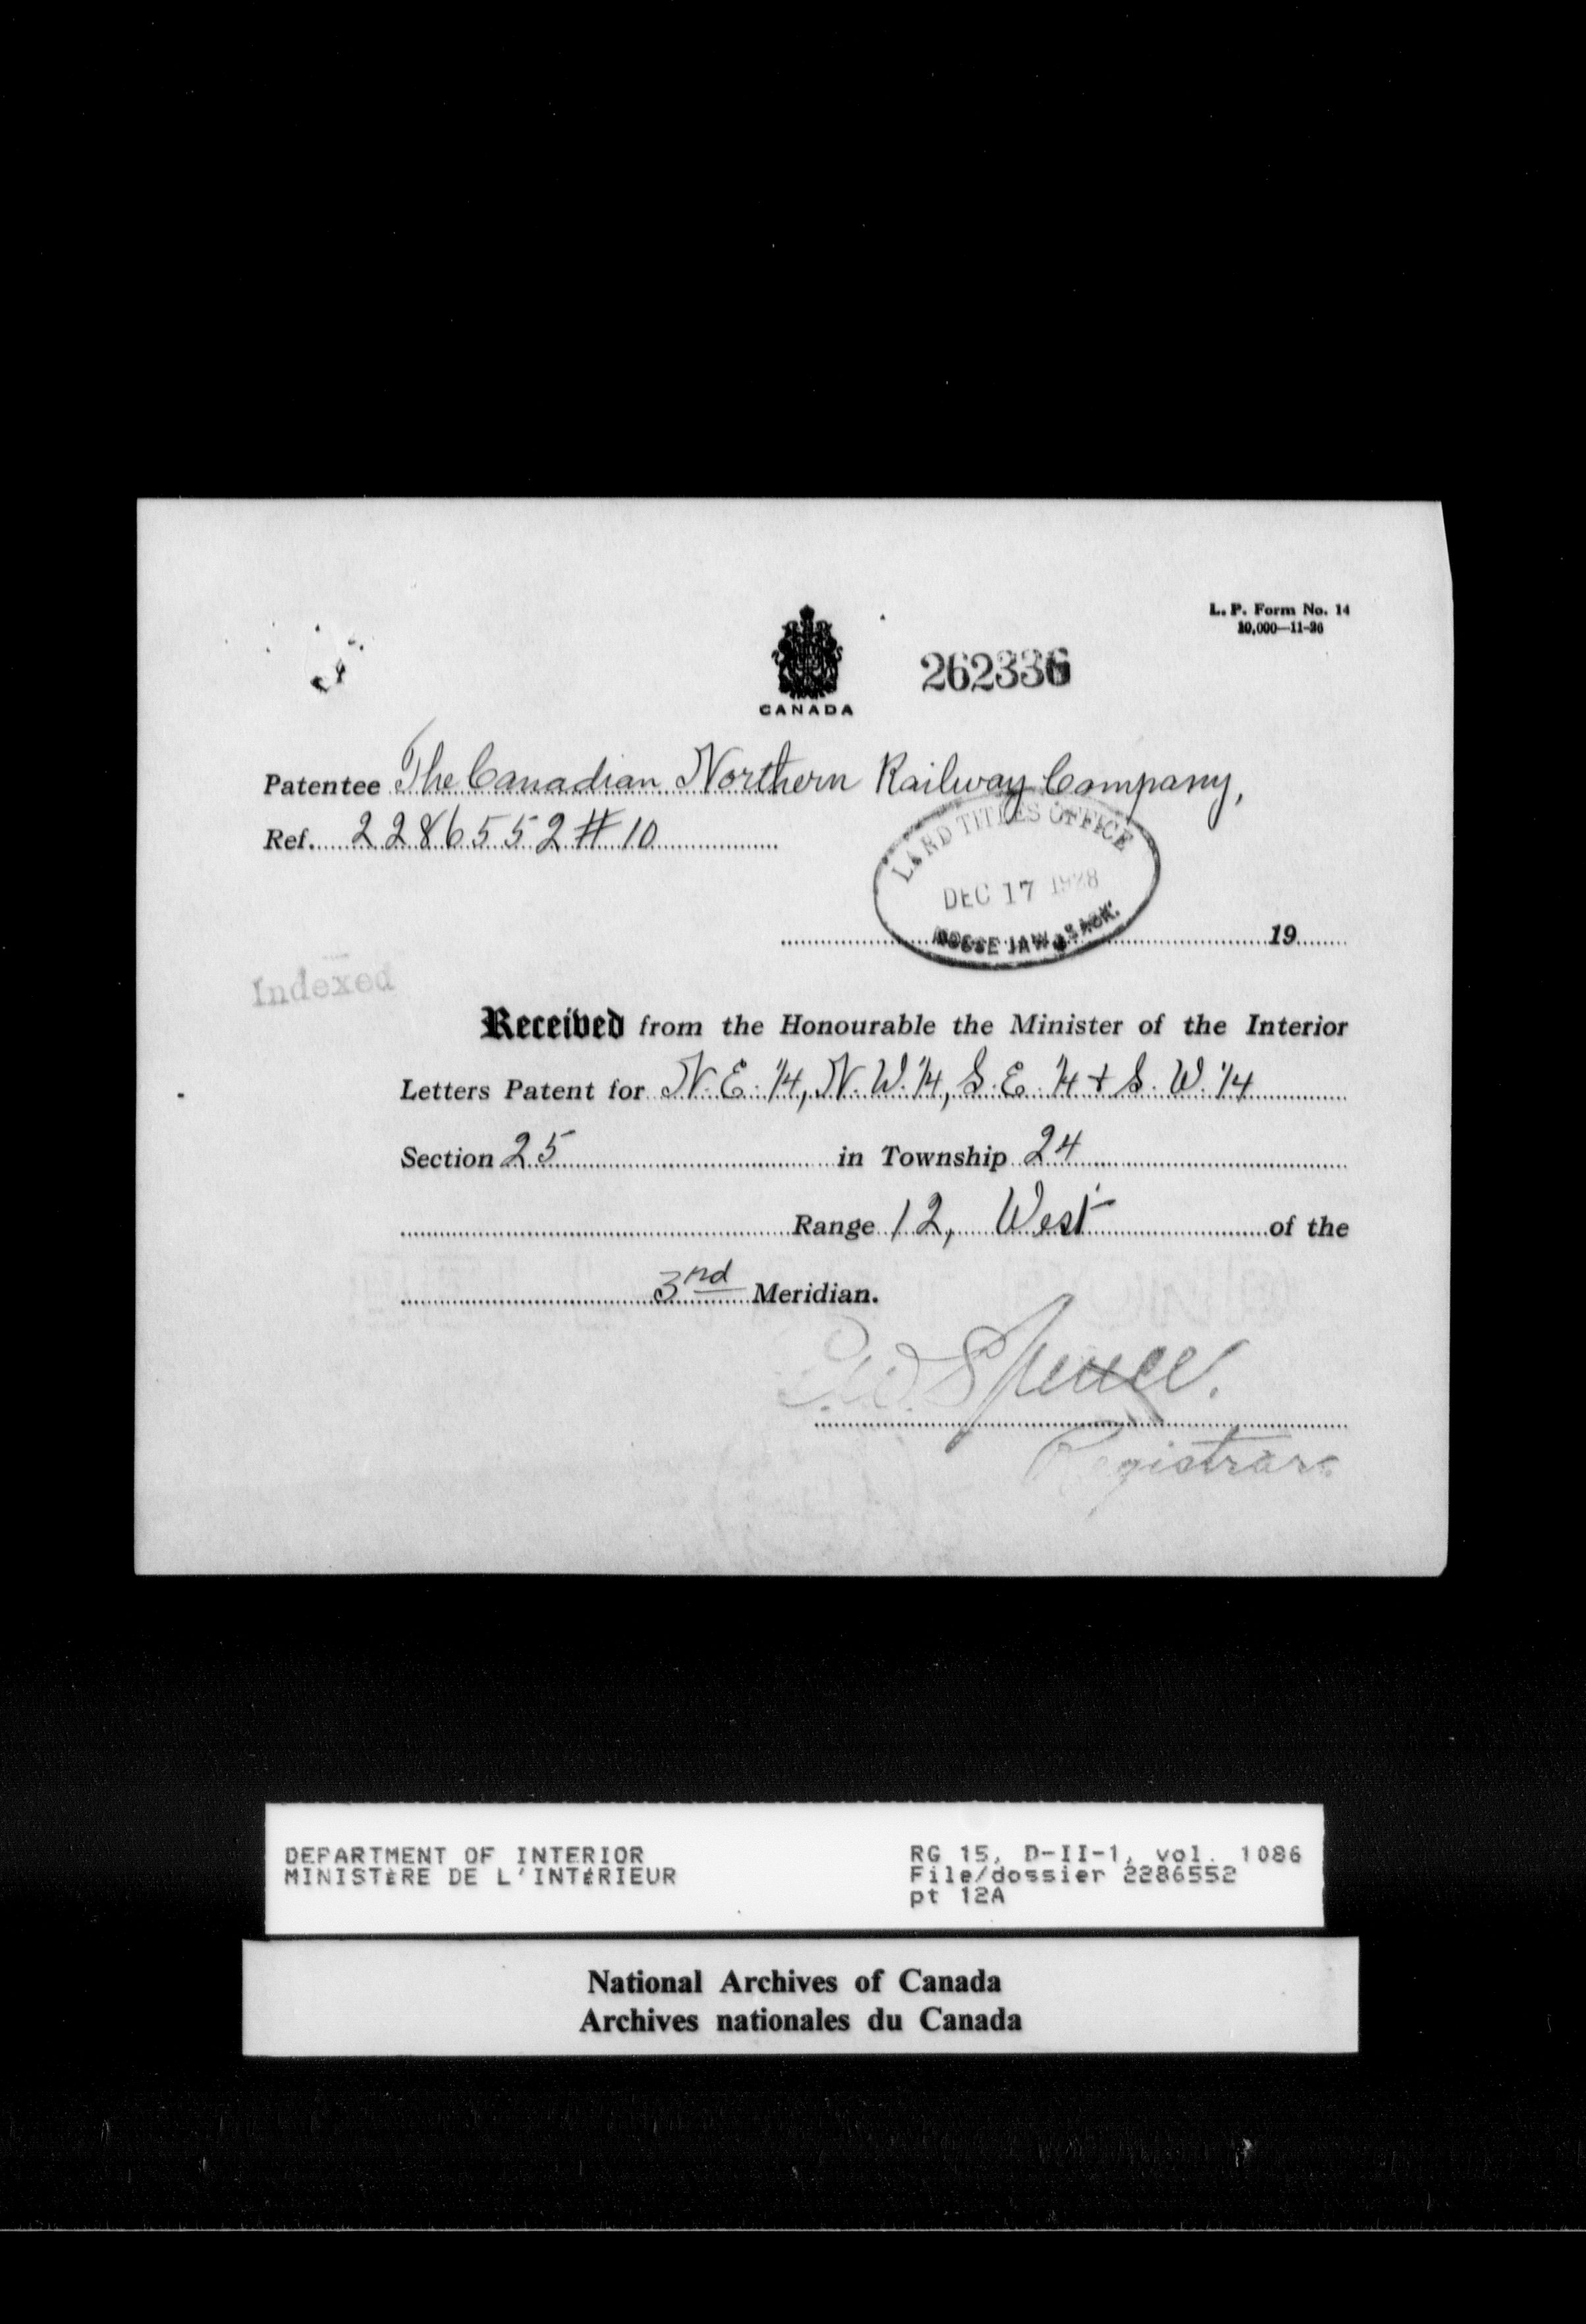 L. P. Form No. 14
10,000—11-26
CANADA
262336
Patentee The Canadian Northern Railway Company,
Ref. 2286552 # 10
LAND TITLES OFFICE
DEC 17 1928
MOOSE JAW, SASK.
19
Indexed
Received from the Honourable the Minister of the Interior
Letters Patent for N. E. 1/4, N. W. 1/4, S. E. 1/4 + S. W. 1/4
Section 25 in Township 24
Range 12, West of the
3rd Meridian.
Spence.
Registrar.
DEPARTMENT OF INTERIOR
MINISTèRE DE L'INTéRIEUR
RG 15, D-II-1, vol. 1086
File/dossier 2286552
pt 12A
National Archives of Canada
Archives nationales du Canada